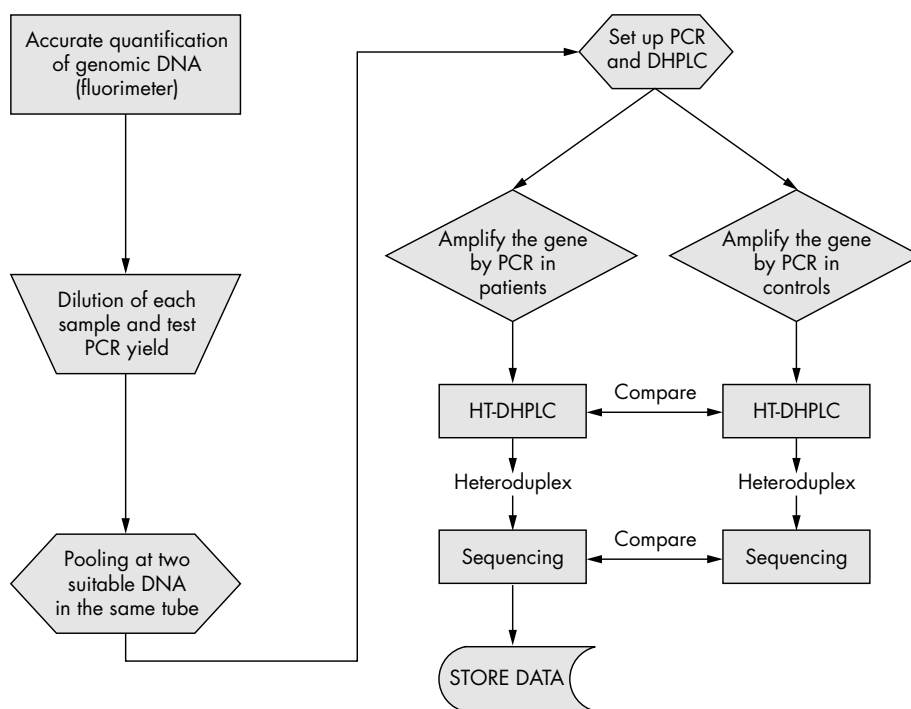 Accurate quantification
of genomic DNA
(fluorimeter)
Dilution of each
sample and test
PCR yield
Pooling at two
suitable DNA
in the same tube
Set up PCR
and DHPLC
Amplify the gene
by PCR in
patients
Amplify the gene
by PCR in
controls
HT-DHPLC
Compare
HT-DHPLC
Heteroduplex
Heteroduplex
Sequencing
Compare
Sequencing
STORE DATA